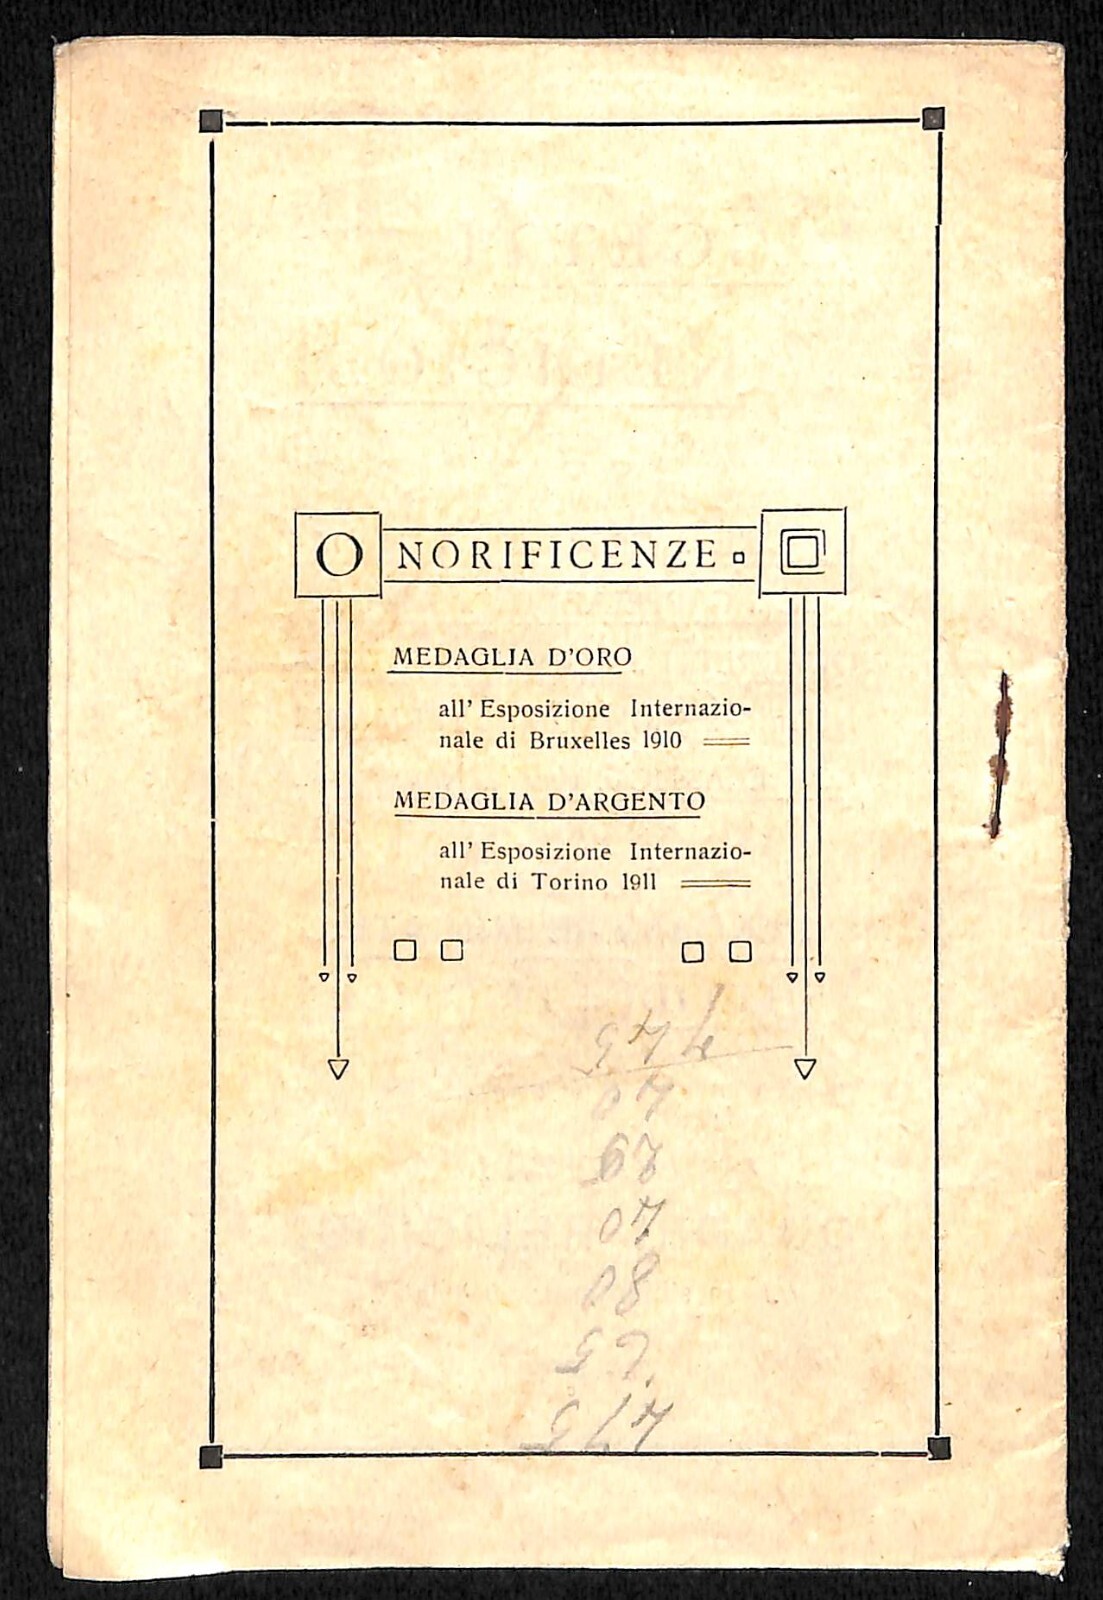 ONORIFICENZE
MEDAGLIA D'ORO
all' Esposizione Internazio-
nale di Bruxelles 1910
MEDAGLIA D'ARGENTO
all' Esposizione Internazio-
nale di Torino 1911